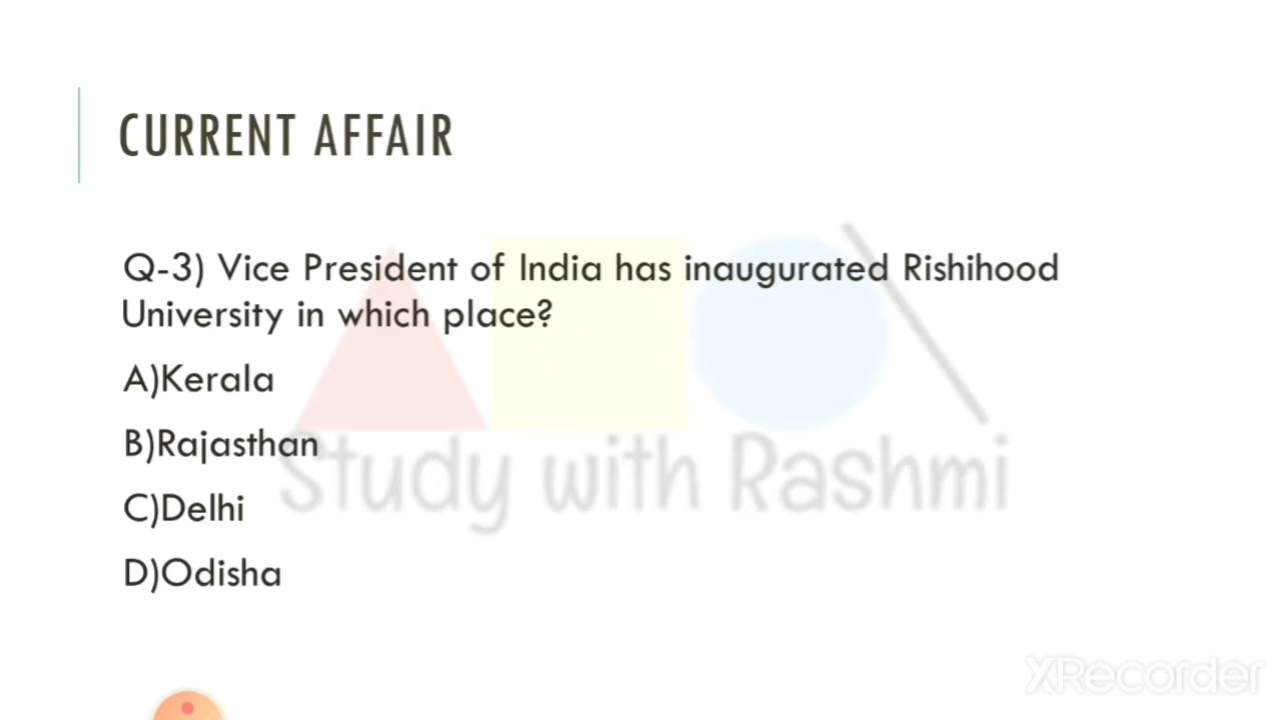 CURRENT AFFAIR
Q-3) Vice President of India has inaugurated Rishihood
University in which place?
A)Kerala
B)Rajasthan
C)Delhi
D)Odisha
Study with Rashmi
XRecorder